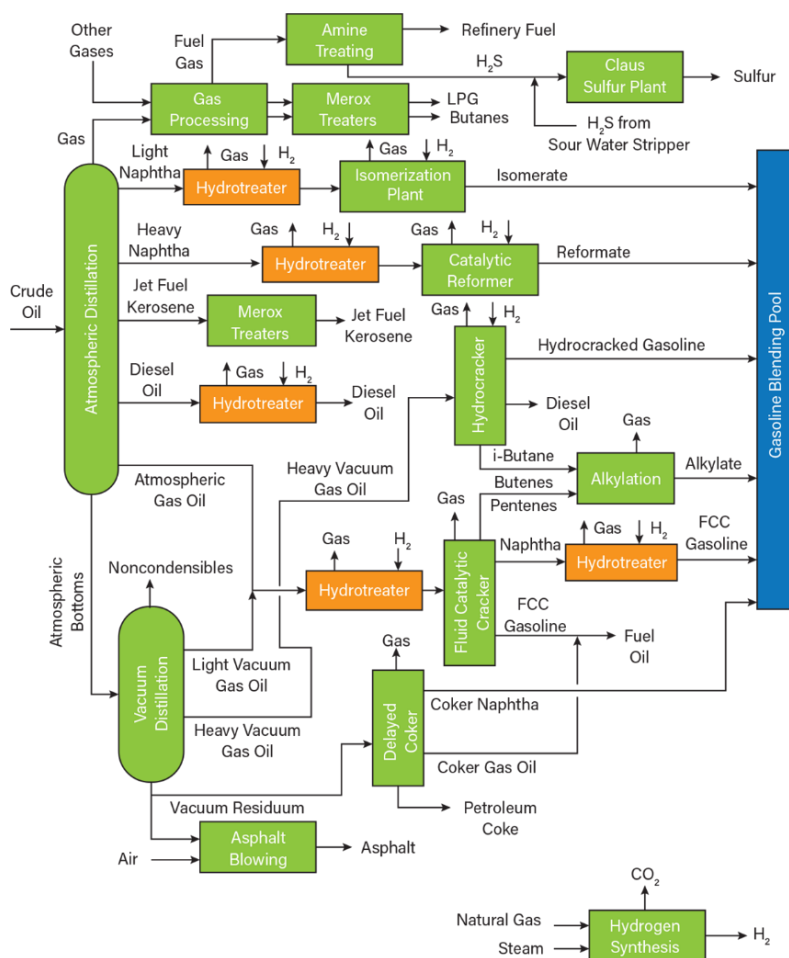 Other
Gases
Fuel
Gas
Amine
Treating
Refinery Fuel
H₂S
Claus
Sulfur Plant
Sulfur
Gas
Processing
Merox
Treaters
LPG
Butanes
H₂S from
Sour Water Stripper
Gas
Light
Naphtha
Gas
H₂
Hydrotreater
Gas
H₂
Isomerization
Plant
Isomerate
Heavy
Naphtha
Gas
H₂
Hydrotreater
Gas
H₂
Catalytic
Reformer
Reformate
Crude
Oil
Atmospheric Distillation
Jet Fuel
Kerosene
Merox
Treaters
Jet Fuel
Kerosene
Gas
H₂
Hydrocracker
Hydrocracked Gasoline
Diesel
Oil
Gasoline Blending Pool
Diesel
Oil
Gas
H₂
Hydrotreater
Diesel
Oil
Atmospheric
Gas Oil
Heavy Vacuum
Gas Oil
i-Butane
Butenes
Pentenes
Gas
Alkylation
Alkylate
Gas
Naphtha
Gas
H₂
Hydrotreater
FCC
Gasoline
Gas
H₂
Hydrotreater
Fluid Catalytic
Cracker
FCC
Gasoline
Fuel
Oil
Atmospheric
Bottoms
Noncondensibles
Vacuum
Distillation
Light Vacuum
Gas Oil
Heavy Vacuum
Gas Oil
Gas
Delayed
Coker
Coker Naphtha
Coker Gas Oil
Petroleum
Coke
Vacuum Residuum
Air
Asphalt
Blowing
Asphalt
CO₂
Natural Gas
Steam
Hydrogen
Synthesis
H₂